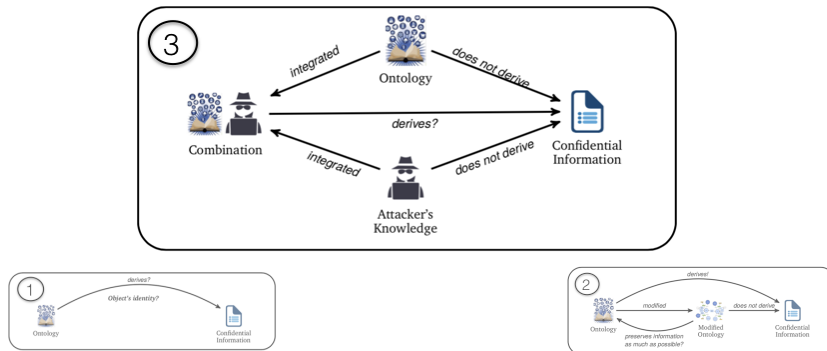 3
integrated
does not derive
Ontology
derives?
Combination
Confidential
Information
integrated
does not derive
Attacker's
Knowledge
1
derives?
Object's identity?
Ontology
Confidential
Information
2
derives!
modified
does not derive
Ontology
Modified
Ontology
Confidential
Information
preserves information
as much as possible?